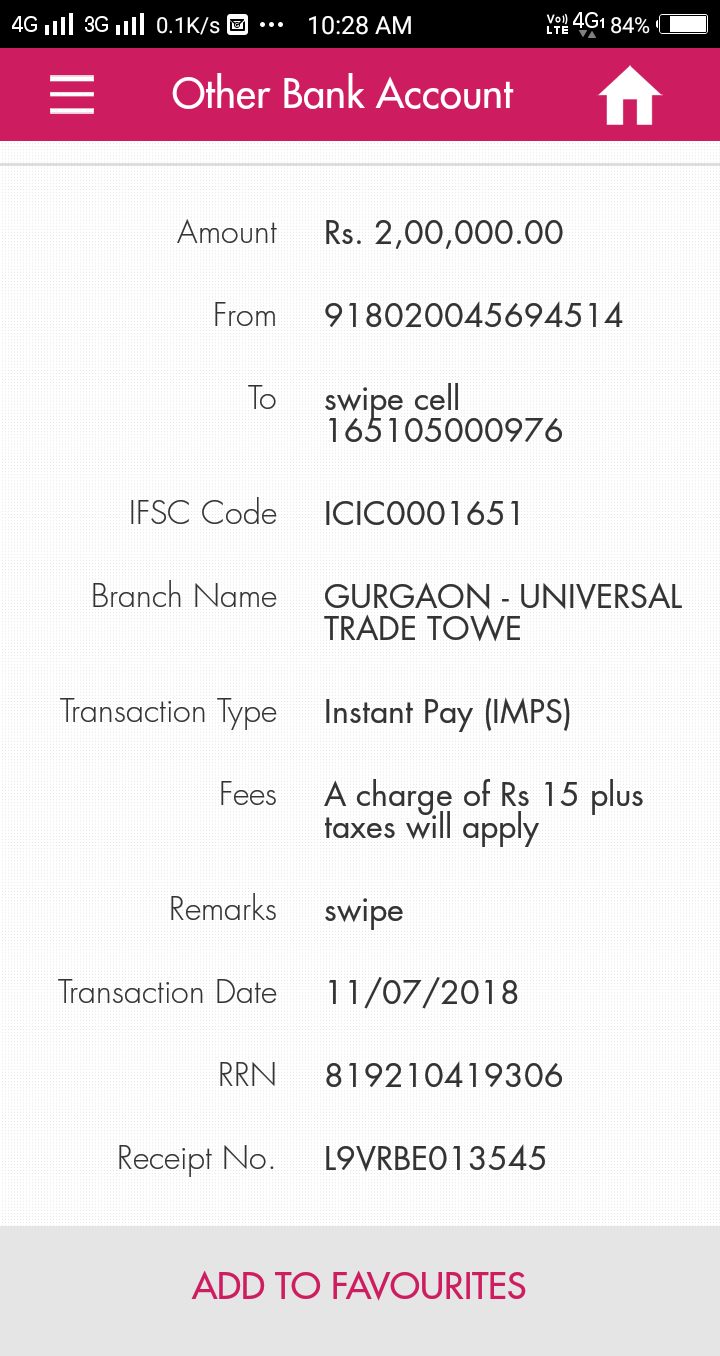 4G 3G 0.1K/s 10:28 AM VoLTE 4G1 84%
Other Bank Account
Amount Rs. 2,00,000.00
From 918020045694514
To swipe cell
165105000976
IFSC Code ICIC0001651
Branch Name GURGAON - UNIVERSAL
TRADE TOWE
Transaction Type Instant Pay (IMPS)
Fees A charge of Rs 15 plus
taxes will apply
Remarks swipe
Transaction Date 11/07/2018
RRN 819210419306
Receipt No. L9VRBE013545
ADD TO FAVOURITES